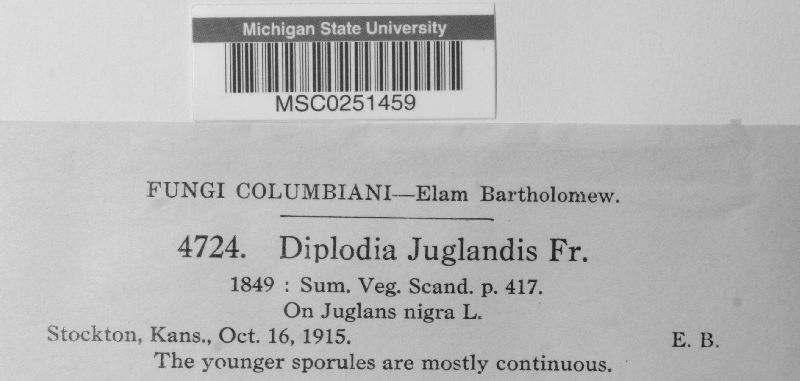 Michigan State University
MSC0251459
FUNGI COLUMBIANI—Elam Bartholomew.
4724. Diplodia Juglandis Fr.
1849 : Sum. Veg. Scand. p. 417.
On Juglans nigra L.
Stockton, Kans., Oct. 16, 1915. E. B.
The younger sporules are mostly continuous.